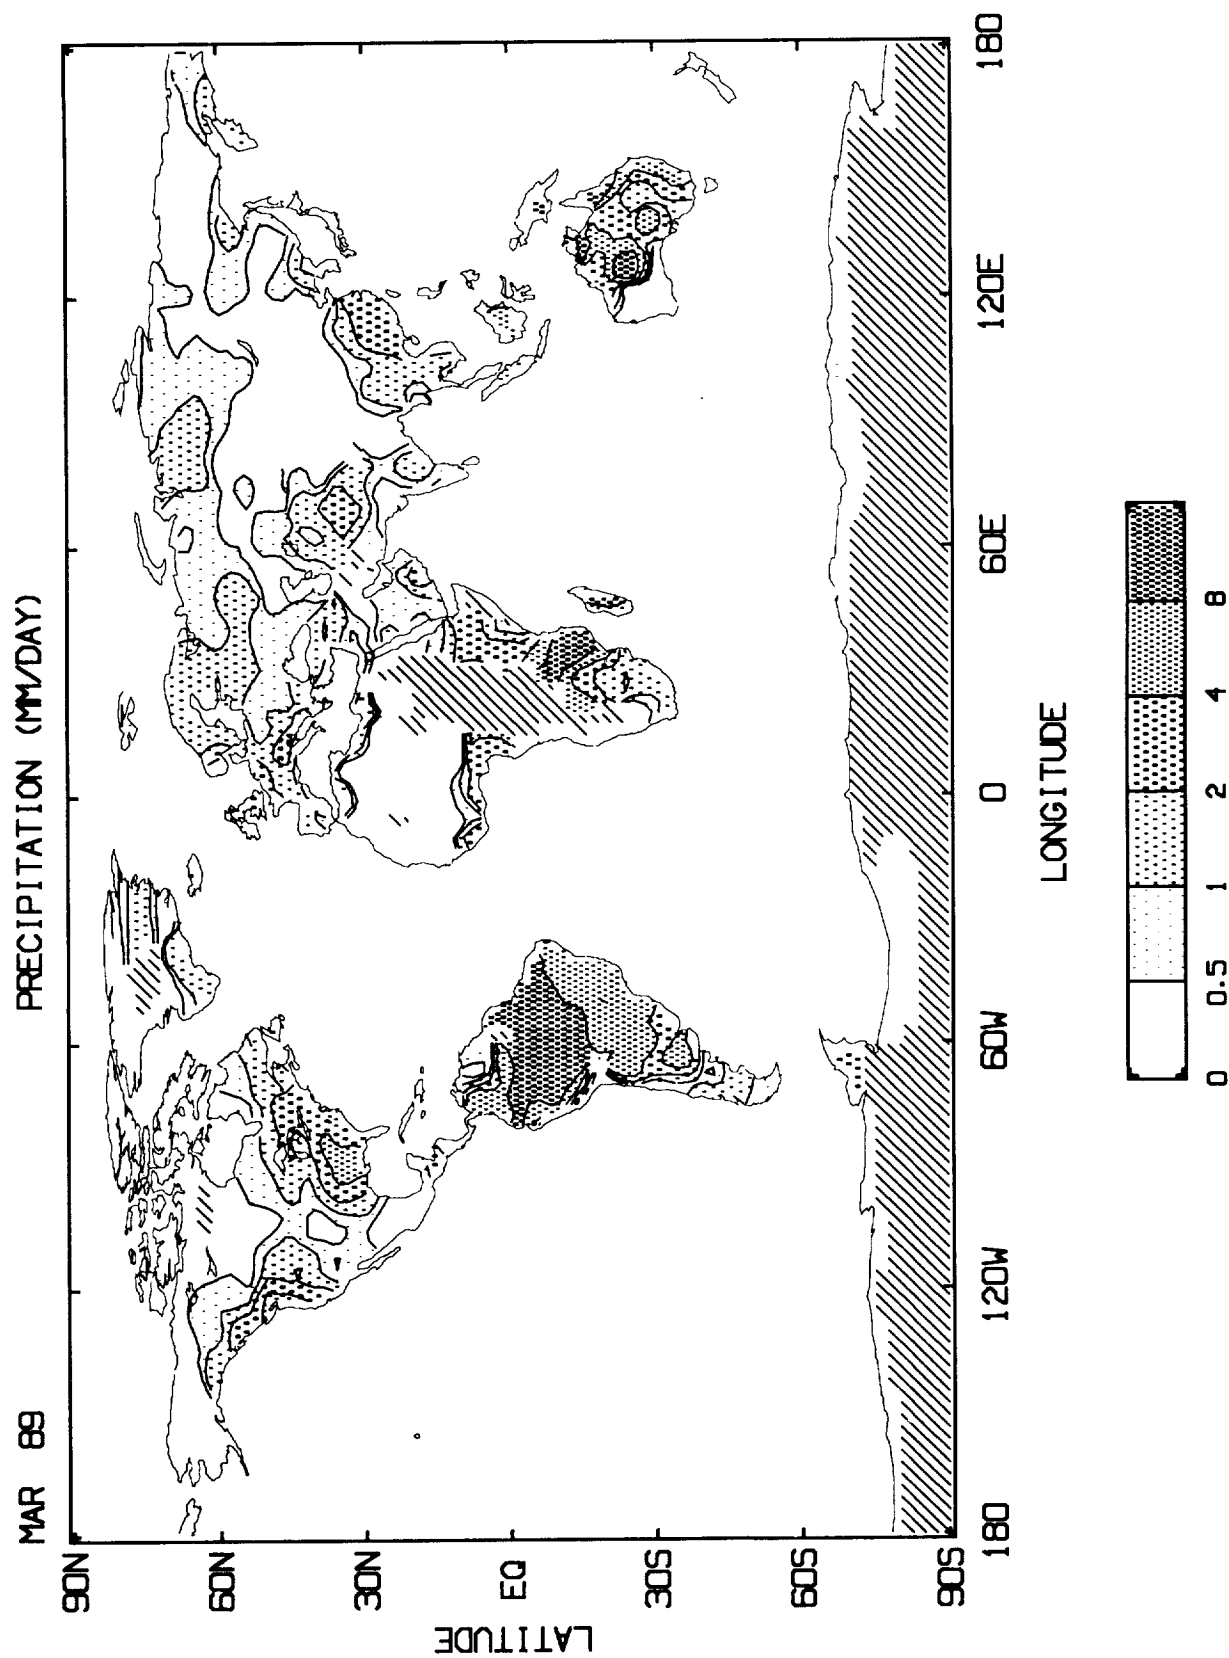 MAR 89 PRECIPITATION (MM/DAY)
90N
60N
30N
EQ
30S
60S
90S
LATITUDE
180 120W 60W 0 60E 120E 180
LONGITUDE
0 0.5 1 2 4 8